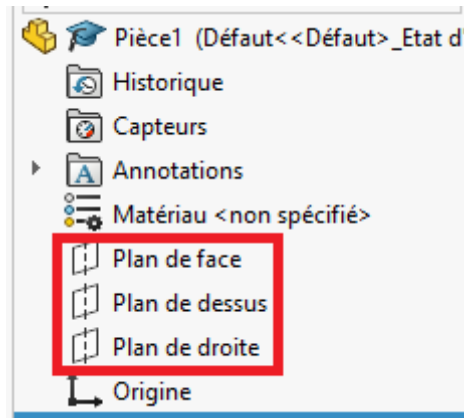 Pièce1 (Défaut<<Défaut>_Etat d'
Historique
Capteurs
Annotations
Matériau <non spécifié>
Plan de face
Plan de dessus
Plan de droite
Origine